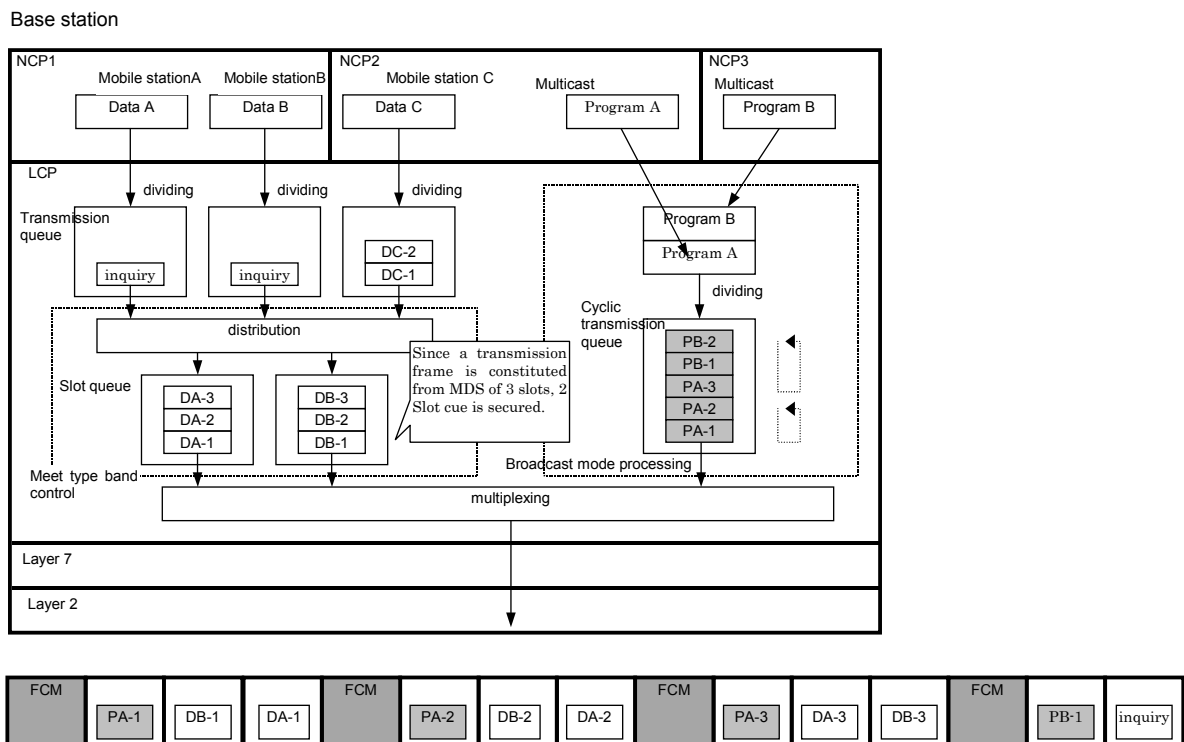 Base station
NCP1
NCP2
NCP3
Mobile stationA
Mobile stationB
Mobile station C
Multicast
Multicast
Data A
Data B
Data C
Program A
Program B
LCP
dividing
dividing
dividing
Transmission
queue
inquiry
inquiry
DC-2
DC-1
Program B
Program A
dividing
Cyclic
transmission
queue
distribution
Since a transmission
frame is constituted
from MDS of 3 slots, 2
Slot cue is secured.
PB-2
PB-1
PA-3
PA-2
PA-1
Slot queue
DA-3
DA-2
DA-1
DB-3
DB-2
DB-1
Broadcast mode processing
Meet type band
control
multiplexing
Layer 7
Layer 2
FCM
PA-1
DB-1
DA-1
FCM
PA-2
DB-2
DA-2
FCM
PA-3
DA-3
DB-3
FCM
PB-1
inquiry